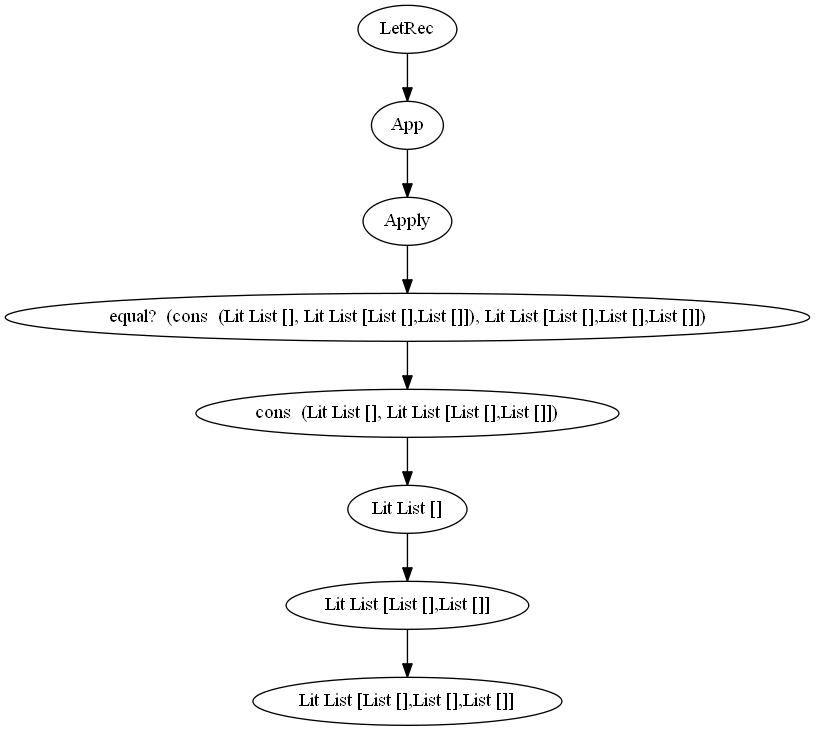 LetRec
App
Apply
equal? (cons (Lit List [], Lit List [List [],List []]), Lit List [List [],List [],List []])
cons (Lit List [], Lit List [List [],List []])
Lit List []
Lit List [List [],List []]
Lit List [List [],List [],List []]